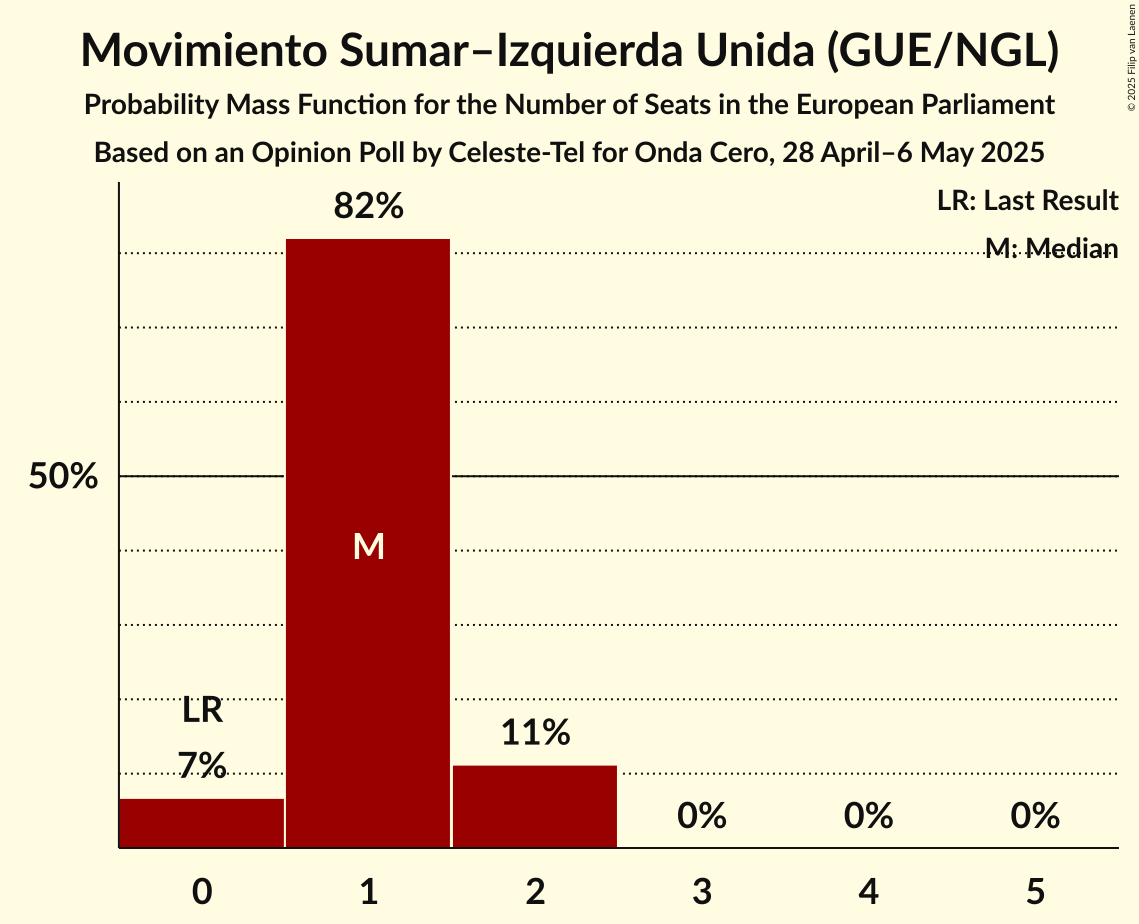 Movimiento Sumar–Izquierda Unida (GUE/NGL)
Probability Mass Function for the Number of Seats in the European Parliament
Based on an Opinion Poll by Celeste-Tel for Onda Cero, 28 April–6 May 2025
© 2025 Filip van Laenen
LR: Last Result
M: Median
82%
50%
M
LR
7%
11%
0%
0%
0%
0
1
2
3
4
5